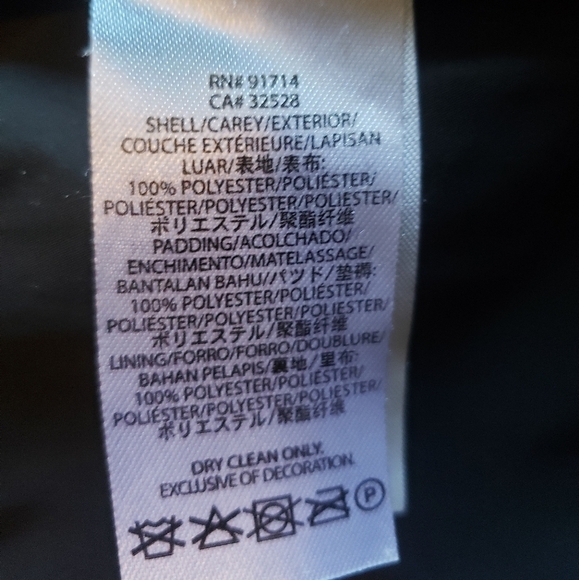 RN# 91714
CA# 32528
SHELL/CAREY/EXTERIOR/
COUCHE EXTÉRIEURE/LAPISAN
LUAR/表地/表布:
100% POLYESTER/POLIÉSTER/
POLIÉSTER/POLYESTER/POLIESTER/
ポリエステル/聚酯纤维
PADDING/ACOLCHADO/
ENCHIMENTO/MATELASSAGE/
BANTALAN BAHU/パッド/垫褥:
100% POLYESTER/POLIÉSTER/
POLIÉSTER/POLYESTER/POLIESTER/
ポリエステル/聚酯纤维
LINING/FORRO/FORRO/DOUBLURE/
BAHAN PELAPIS/裏地/里布:
100% POLYESTER/POLIÉSTER/
POLIÉSTER/POLYESTER/POLIESTER/
ポリエステル/聚酯纤维
DRY CLEAN ONLY.
EXCLUSIVE OF DECORATION.
P